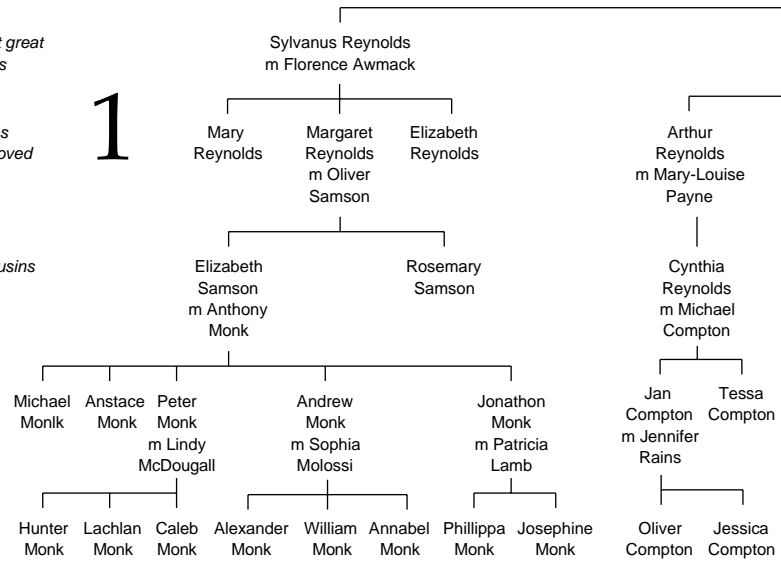 t great
s
Sylvanus Reynolds
m Florence Awmack
1
s
oved
Mary
Reynolds
Margaret
Reynolds
m Oliver
Samson
Elizabeth
Reynolds
Arthur
Reynolds
m Mary-Louise
Payne
usins
Elizabeth
Samson
m Anthony
Monk
Rosemary
Samson
Cynthia
Reynolds
m Michael
Compton
Michael
Monlk
Anstace
Monk
Peter
Monk
m Lindy
McDougall
Andrew
Monk
m Sophia
Molossi
Jonathon
Monk
m Patricia
Lamb
Jan
Compton
m Jennifer
Rains
Tessa
Compton
Hunter
Monk
Lachlan
Monk
Caleb
Monk
Alexander
Monk
William
Monk
Annabel
Monk
Phillippa
Monk
Josephine
Monk
Oliver
Compton
Jessica
Compton